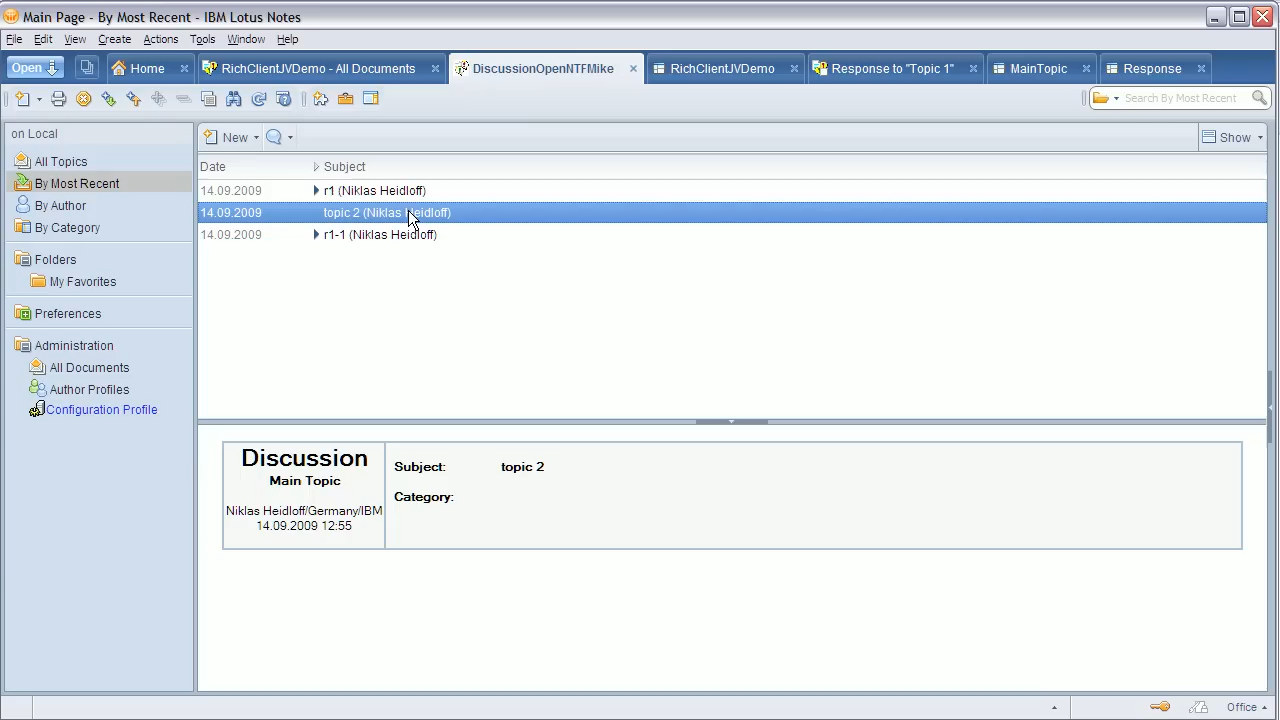 Main Page - By Most Recent - IBM Lotus Notes
File Edit View Create Actions Tools Window Help
Open Home RichClientJVDemo - All Documents DiscussionOpenNTFMike RichClientJVDemo Response to "Topic 1" MainTopic Response
Search By Most Recent
on Local
All Topics
By Most Recent
By Author
By Category
Folders
My Favorites
Preferences
Administration
All Documents
Author Profiles
Configuration Profile
New Show
Date Subject
14.09.2009 r1 (Niklas Heidloff)
14.09.2009 topic 2 (Niklas Heidloff)
14.09.2009 r1-1 (Niklas Heidloff)
Discussion
Main Topic
Niklas Heidloff/Germany/IBM
14.09.2009 12:55
Subject: topic 2
Category:
Office